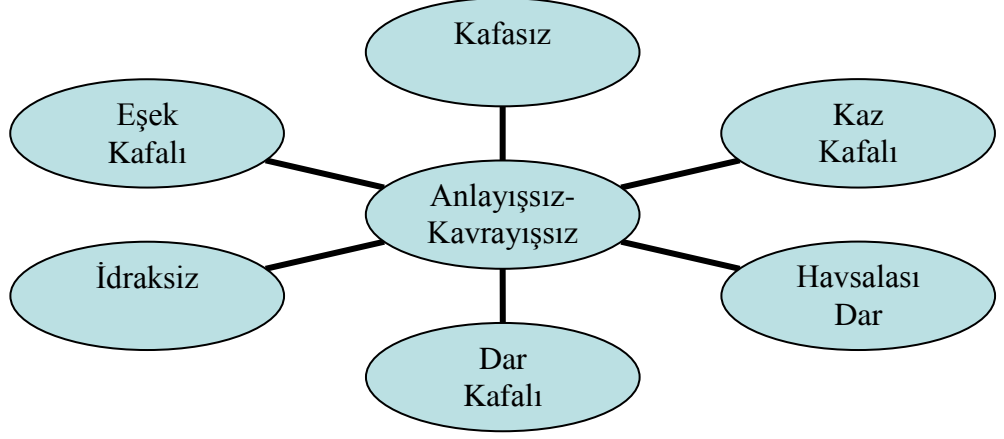 Kafasız
Eşek
Kafalı
Kaz
Kafalı
Anlayışsız-
Kavrayışsız
İdraksiz
Havsalası
Dar
Dar
Kafalı